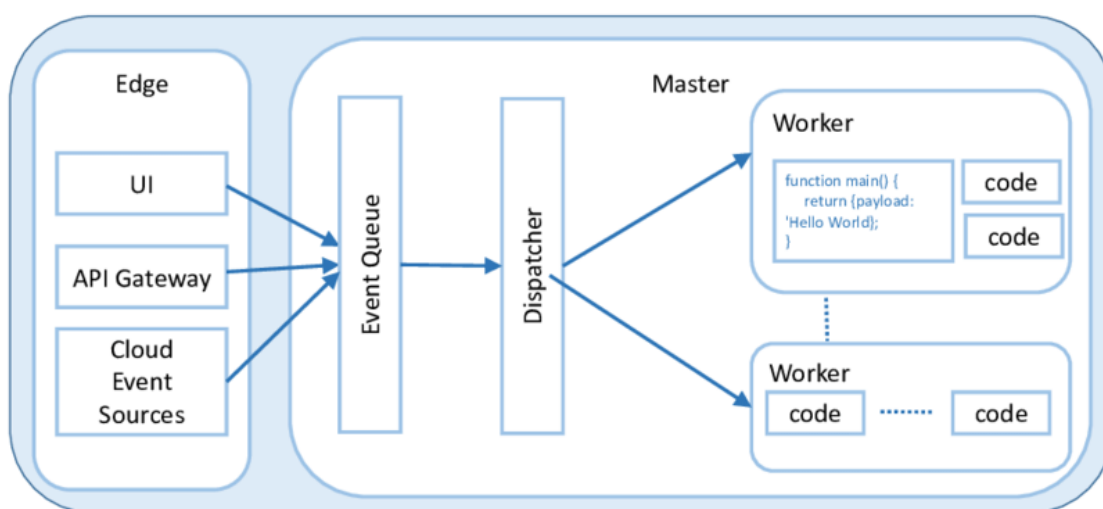 Edge
UI
API Gateway
Cloud
Event
Sources
Master
Event Queue
Dispatcher
Worker
function main() {
return {payload:
'Hello World};
}
code
code
Worker
code
code